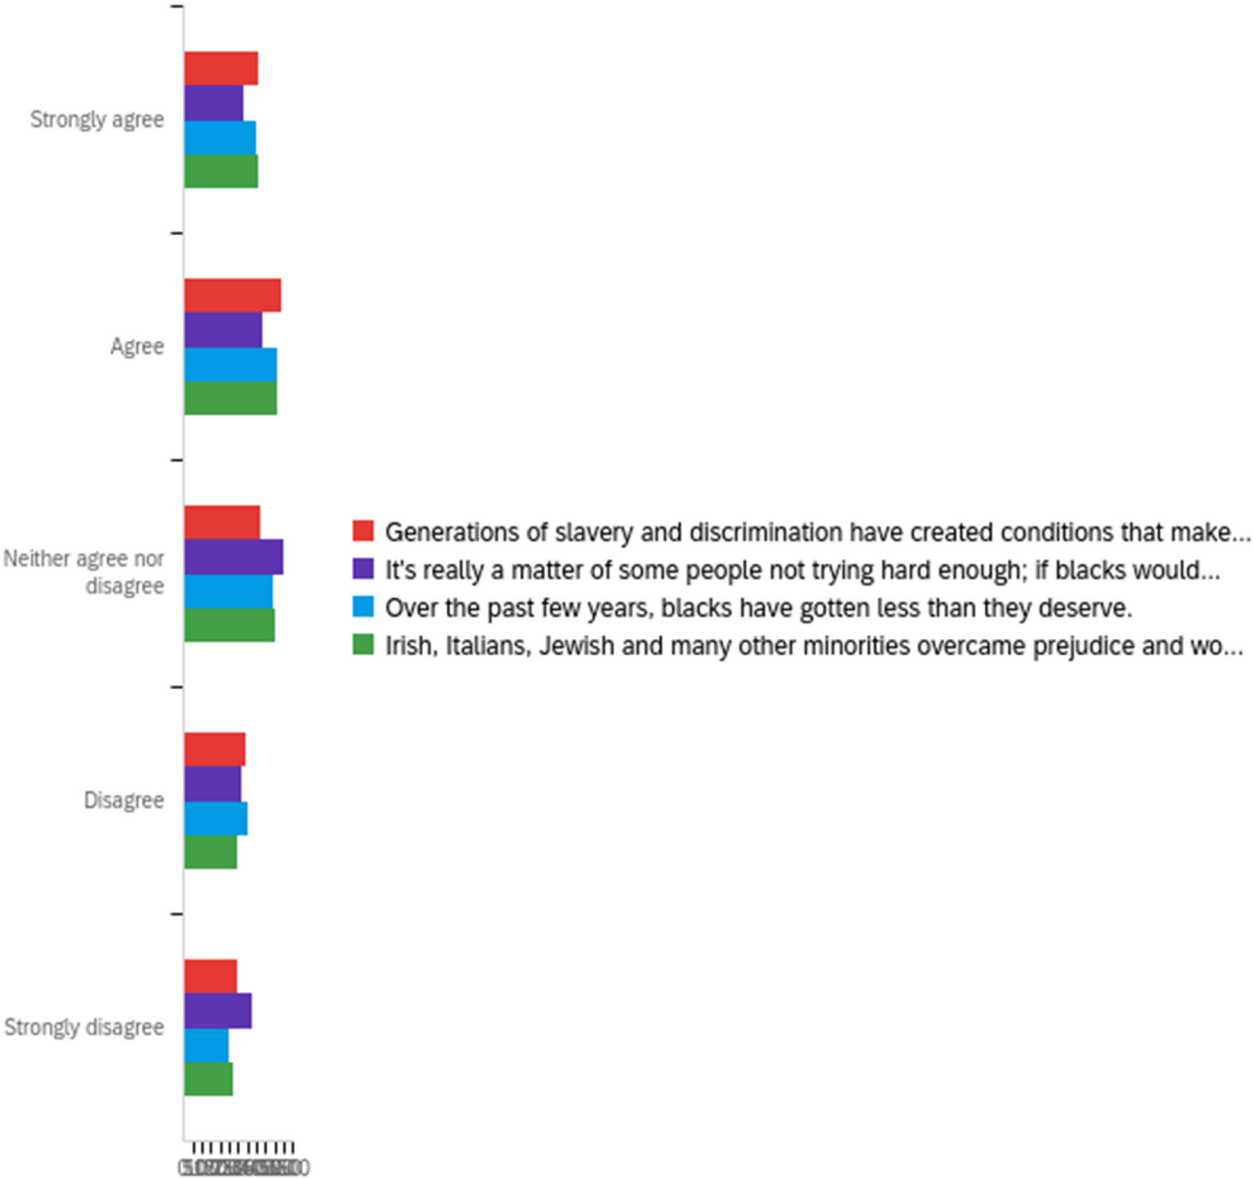 Strongly agree
Agree
Neither agree nor
disagree
Disagree
Strongly disagree
Generations of slavery and discrimination have created conditions that make...
It's really a matter of some people not trying hard enough; if blacks would...
Over the past few years, blacks have gotten less than they deserve.
Irish, Italians, Jewish and many other minorities overcame prejudice and wo...